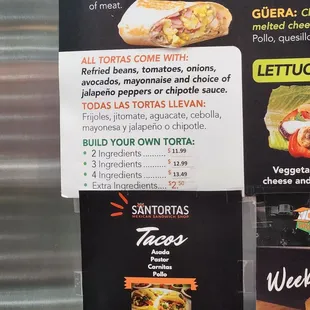 of meat.
GÜERA: C
melted chee
Pollo, quesillo
ALL TORTAS COME WITH:
Refried beans, tomatoes, onions,
avocados, mayonnaise and choice of
jalapeño peppers or chipotle sauce.
TODAS LAS TORTAS LLEVAN:
Frijoles, jitomate, aguacate, cebolla,
mayonesa y jalapeño o chipotle.
BUILD YOUR OWN TORTA:
• 2 Ingredients.......... $11.99
• 3 Ingredients.......... $12.99
• 4 Ingredients.......... $13.49
• Extra Ingredients... $2.50
LETTUC
Vegeta
cheese and
SANTORTAS
MEXICAN SANDWICH SHOP
Tacos
Asada
Pastor
Carnitas
Pollo
Week